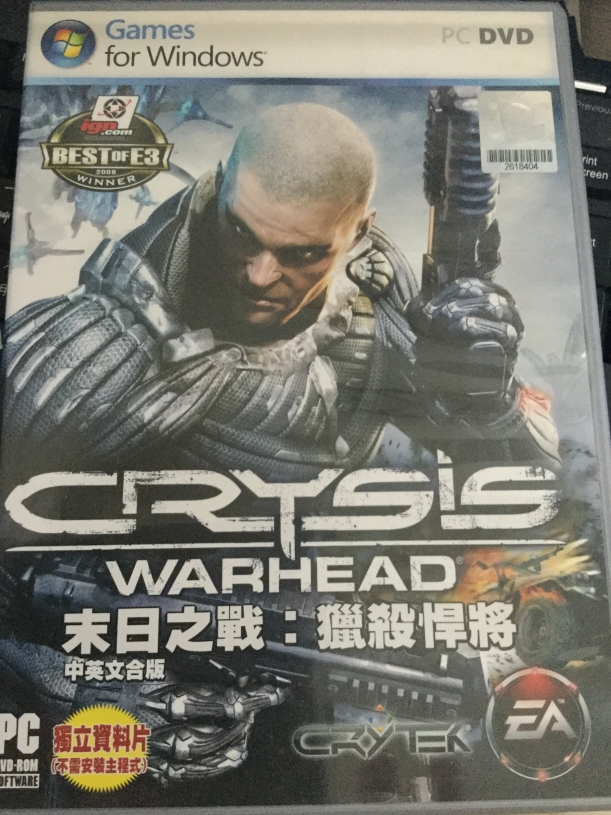 Games
for Windows®
PC DVD
ign
.com
BEST OF E3
2008
WINNER
2618404
Previous
CRYSIS
WARHEAD®
末日之戰：獵殺悍將
中英文合版
PC
DVD-ROM
SOFTWARE
獨立資料片
(不需安裝主程式)
CRYTEK
EA™